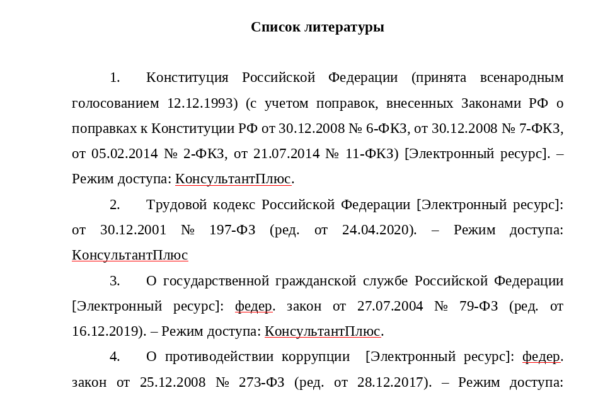 Список литературы
1. Конституция Российской Федерации (принята всенародным
голосованием 12.12.1993) (с учетом поправок, внесенных Законами РФ о
поправках к Конституции РФ от 30.12.2008 № 6-ФКЗ, от 30.12.2008 № 7-ФКЗ,
от 05.02.2014 № 2-ФКЗ, от 21.07.2014 № 11-ФКЗ) [Электронный ресурс]. –
Режим доступа: КонсультантПлюс.
2. Трудовой кодекс Российской Федерации [Электронный ресурс]:
от 30.12.2001 № 197-ФЗ (ред. от 24.04.2020). – Режим доступа:
КонсультантПлюс
3. О государственной гражданской службе Российской Федерации
[Электронный ресурс]: федер. закон от 27.07.2004 № 79-ФЗ (ред. от
16.12.2019). – Режим доступа: КонсультантПлюс.
4. О противодействии коррупции [Электронный ресурс]: федер.
закон от 25.12.2008 № 273-ФЗ (ред. от 28.12.2017). – Режим доступа: